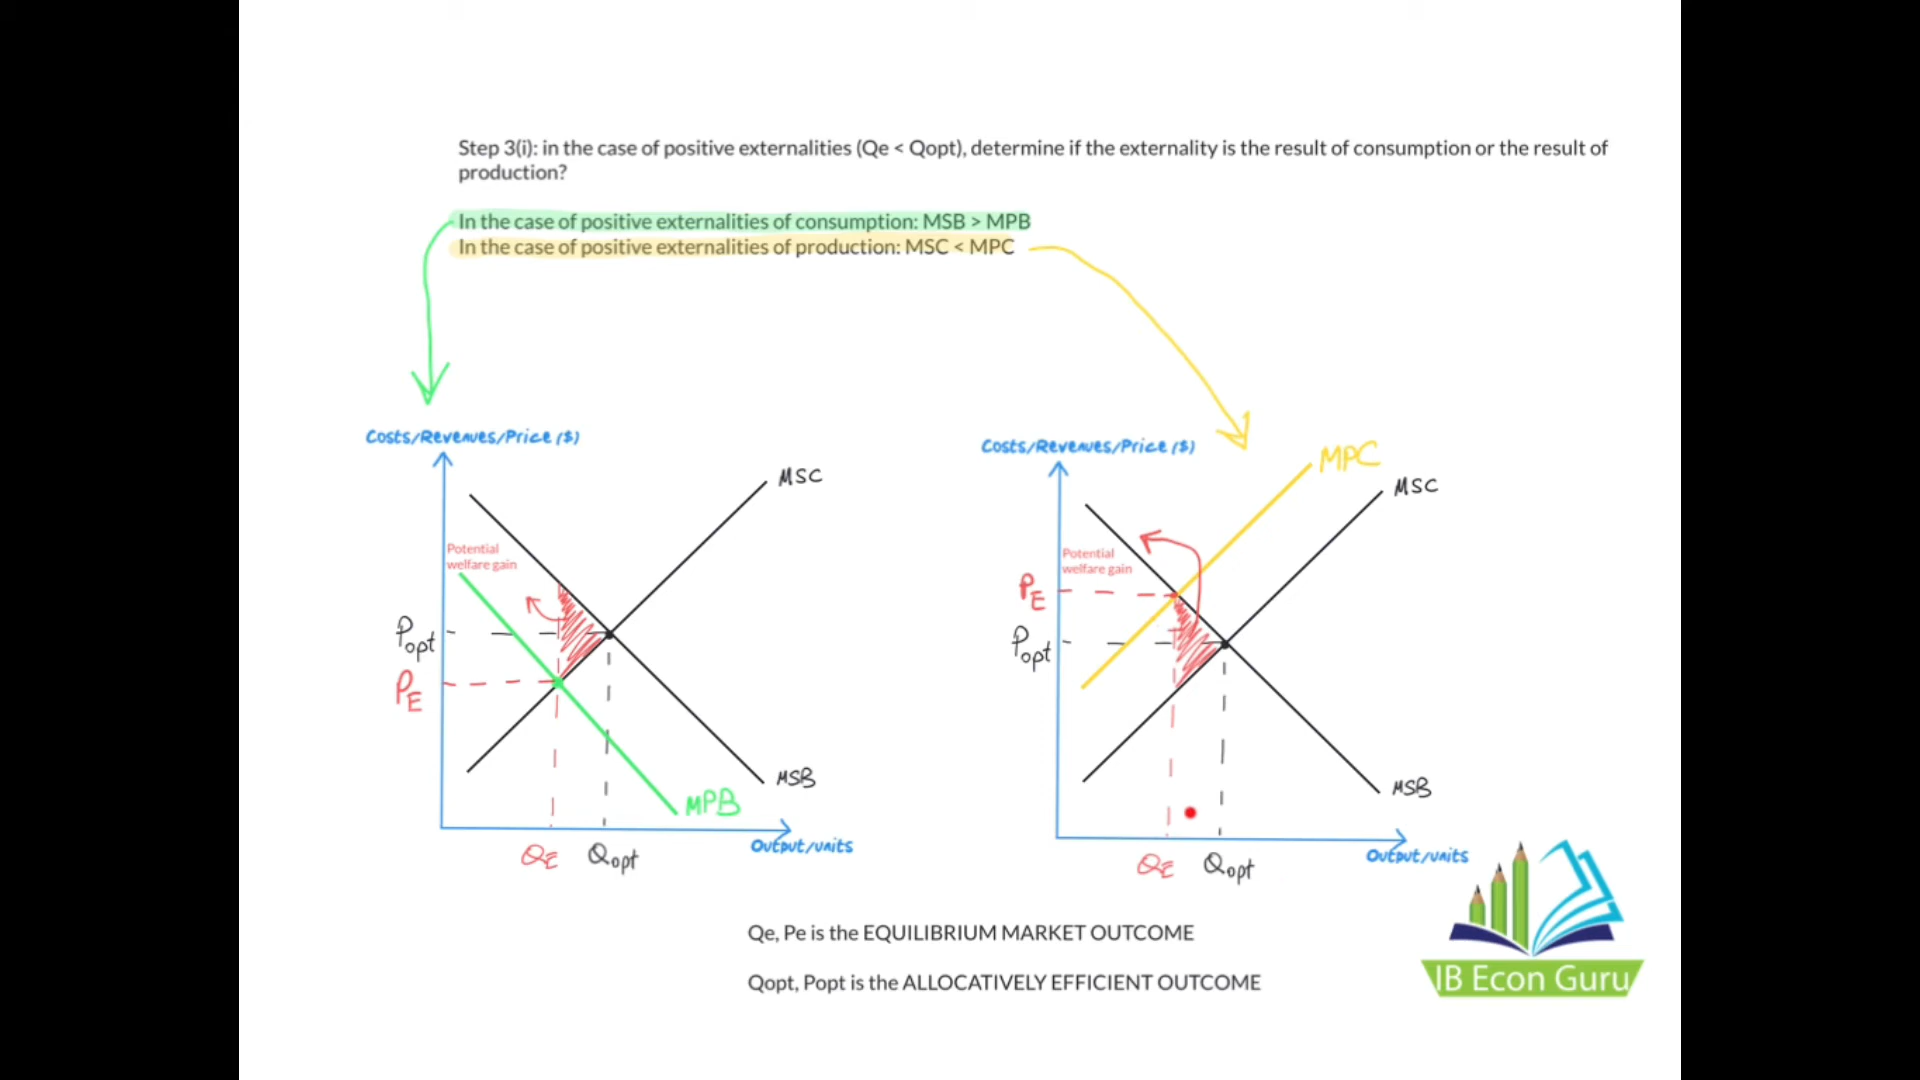 Step 3(i): in the case of positive externalities (Qe < Qopt), determine if the externality is the result of consumption or the result of
production?
In the case of positive externalities of consumption: MSB > MPB
In the case of positive externalities of production: MSC < MPC
Costs/Revenues/Price ($)
MSC
Potential
welfare gain
Popt
PE
MSB
MPB
QE
Qopt
Output/units
Costs/Revenues/Price ($)
MPC
MSC
Potential
welfare gain
PE
Popt
MSB
QE
Qopt
Output/units
Qe, Pe is the EQUILIBRIUM MARKET OUTCOME
Qopt, Popt is the ALLOCATIVELY EFFICIENT OUTCOME
IB Econ Guru